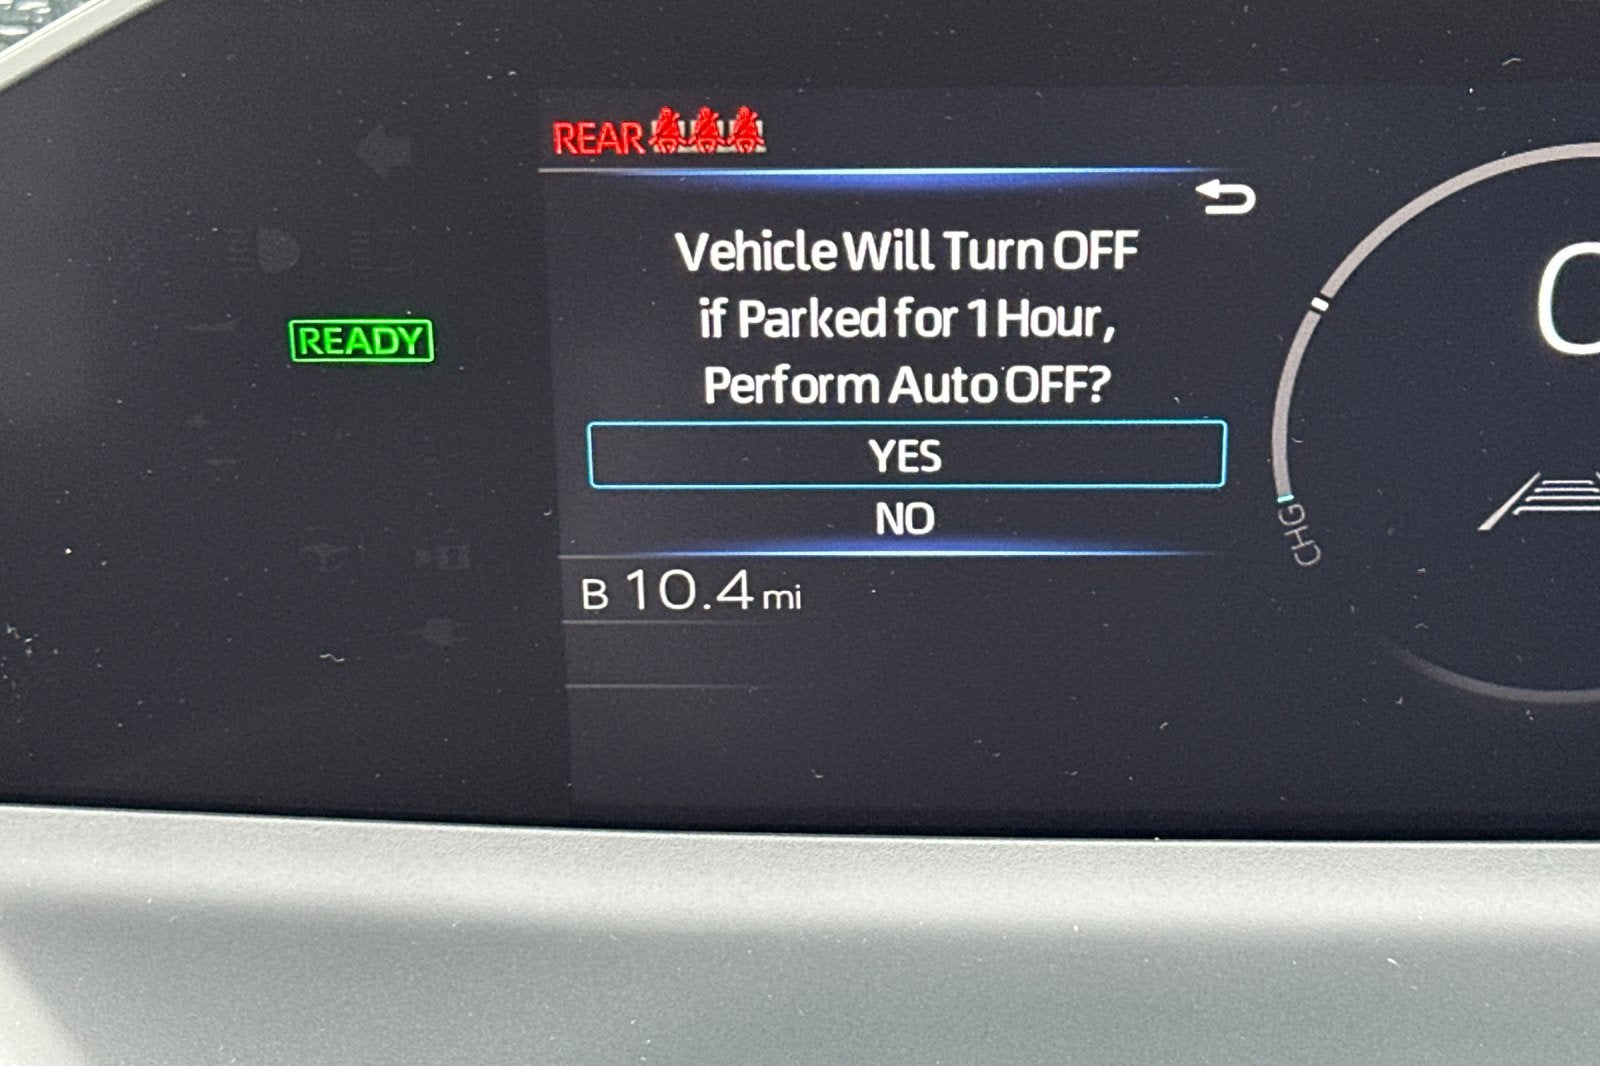 REAR
Vehicle Will Turn OFF
if Parked for 1 Hour,
Perform Auto OFF?
READY
YES
NO
CHG
B 10.4 mi